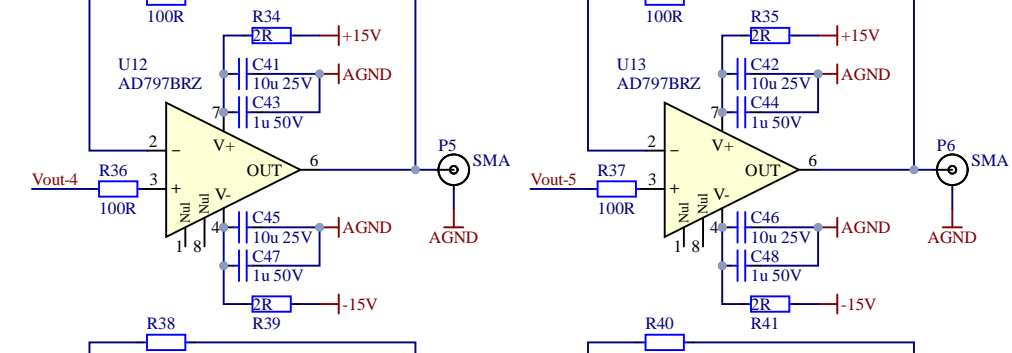 100R
R34
2R
+15V
U12
AD797BRZ
C41
10u 25V
AGND
C43
1u 50V
7
V+
2
−
OUT
6
P5
SMA
Vout-4
R36
100R
3
+
V-
Nul
Nul
1
8
4
C45
10u 25V
AGND
C47
1u 50V
AGND
2R
R39
-15V
R38
100R
R35
2R
+15V
U13
AD797BRZ
C42
10u 25V
AGND
C44
1u 50V
7
V+
2
−
OUT
6
P6
SMA
Vout-5
R37
100R
3
+
V-
Nul
Nul
1
8
4
C46
10u 25V
AGND
C48
1u 50V
AGND
2R
R41
-15V
R40